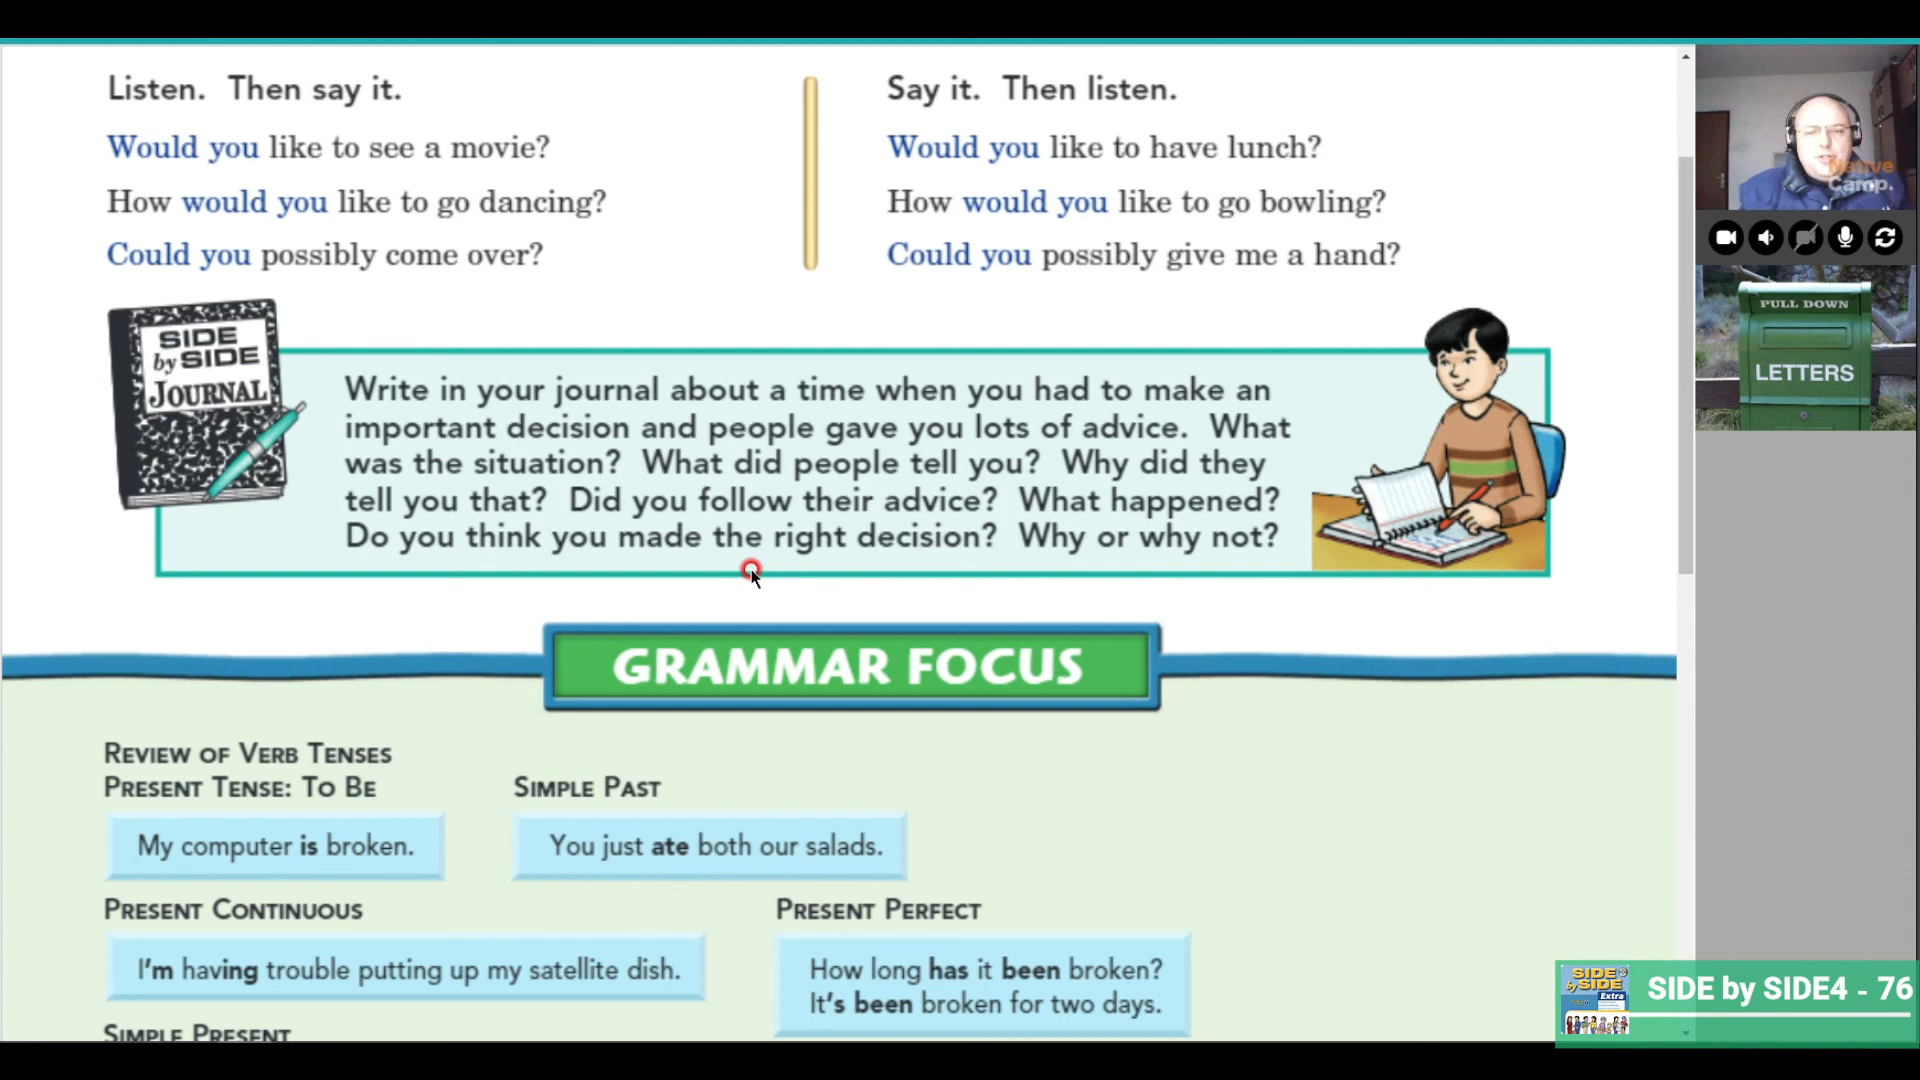 Listen. Then say it.
Would you like to see a movie?
How would you like to go dancing?
Could you possibly come over?
Say it. Then listen.
Would you like to have lunch?
How would you like to go bowling?
Could you possibly give me a hand?
SIDE
by SIDE
JOURNAL
Write in your journal about a time when you had to make an
important decision and people gave you lots of advice. What
was the situation? What did people tell you? Why did they
tell you that? Did you follow their advice? What happened?
Do you think you made the right decision? Why or why not?
GRAMMAR FOCUS
REVIEW OF VERB TENSES
PRESENT TENSE: TO BE
My computer is broken.
SIMPLE PAST
You just ate both our salads.
PRESENT CONTINUOUS
I'm having trouble putting up my satellite dish.
PRESENT PERFECT
How long has it been broken?
It's been broken for two days.
SIMPLE PRESENT
Native
Camp.
PULL DOWN
LETTERS
SIDE
by SIDE
Extra
SIDE by SIDE4 - 76